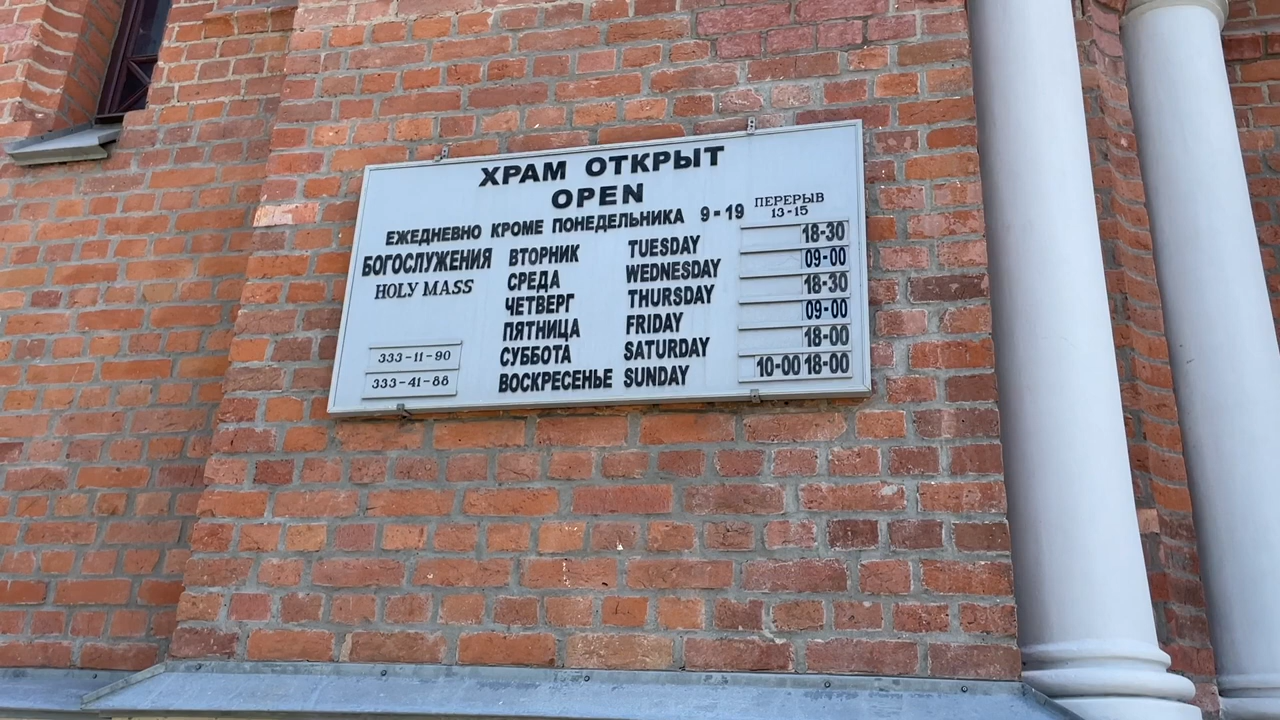 ХРАМ ОТКРЫТ
OPEN
ЕЖЕДНЕВНО КРОМЕ ПОНЕДЕЛЬНИКА 9-19 ПЕРЕРЫВ 13-15
БОГОСЛУЖЕНИЯ
HOLY MASS
ВТОРНИК TUESDAY 18-30
СРЕДА WEDNESDAY 09-00
ЧЕТВЕРГ THURSDAY 18-30
ПЯТНИЦА FRIDAY 09-00
СУББОТА SATURDAY 18-00
ВОСКРЕСЕНЬЕ SUNDAY 10-00 18-00
333-11-90
333-41-88